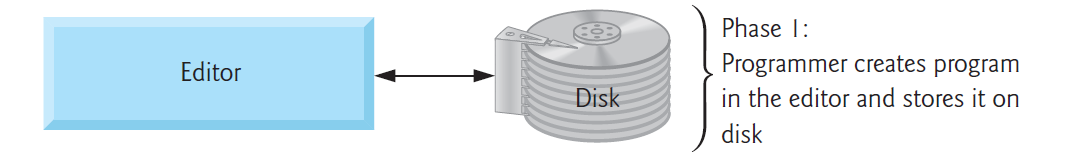 Editor
Disk
Phase 1:
Programmer creates program
in the editor and stores it on
disk